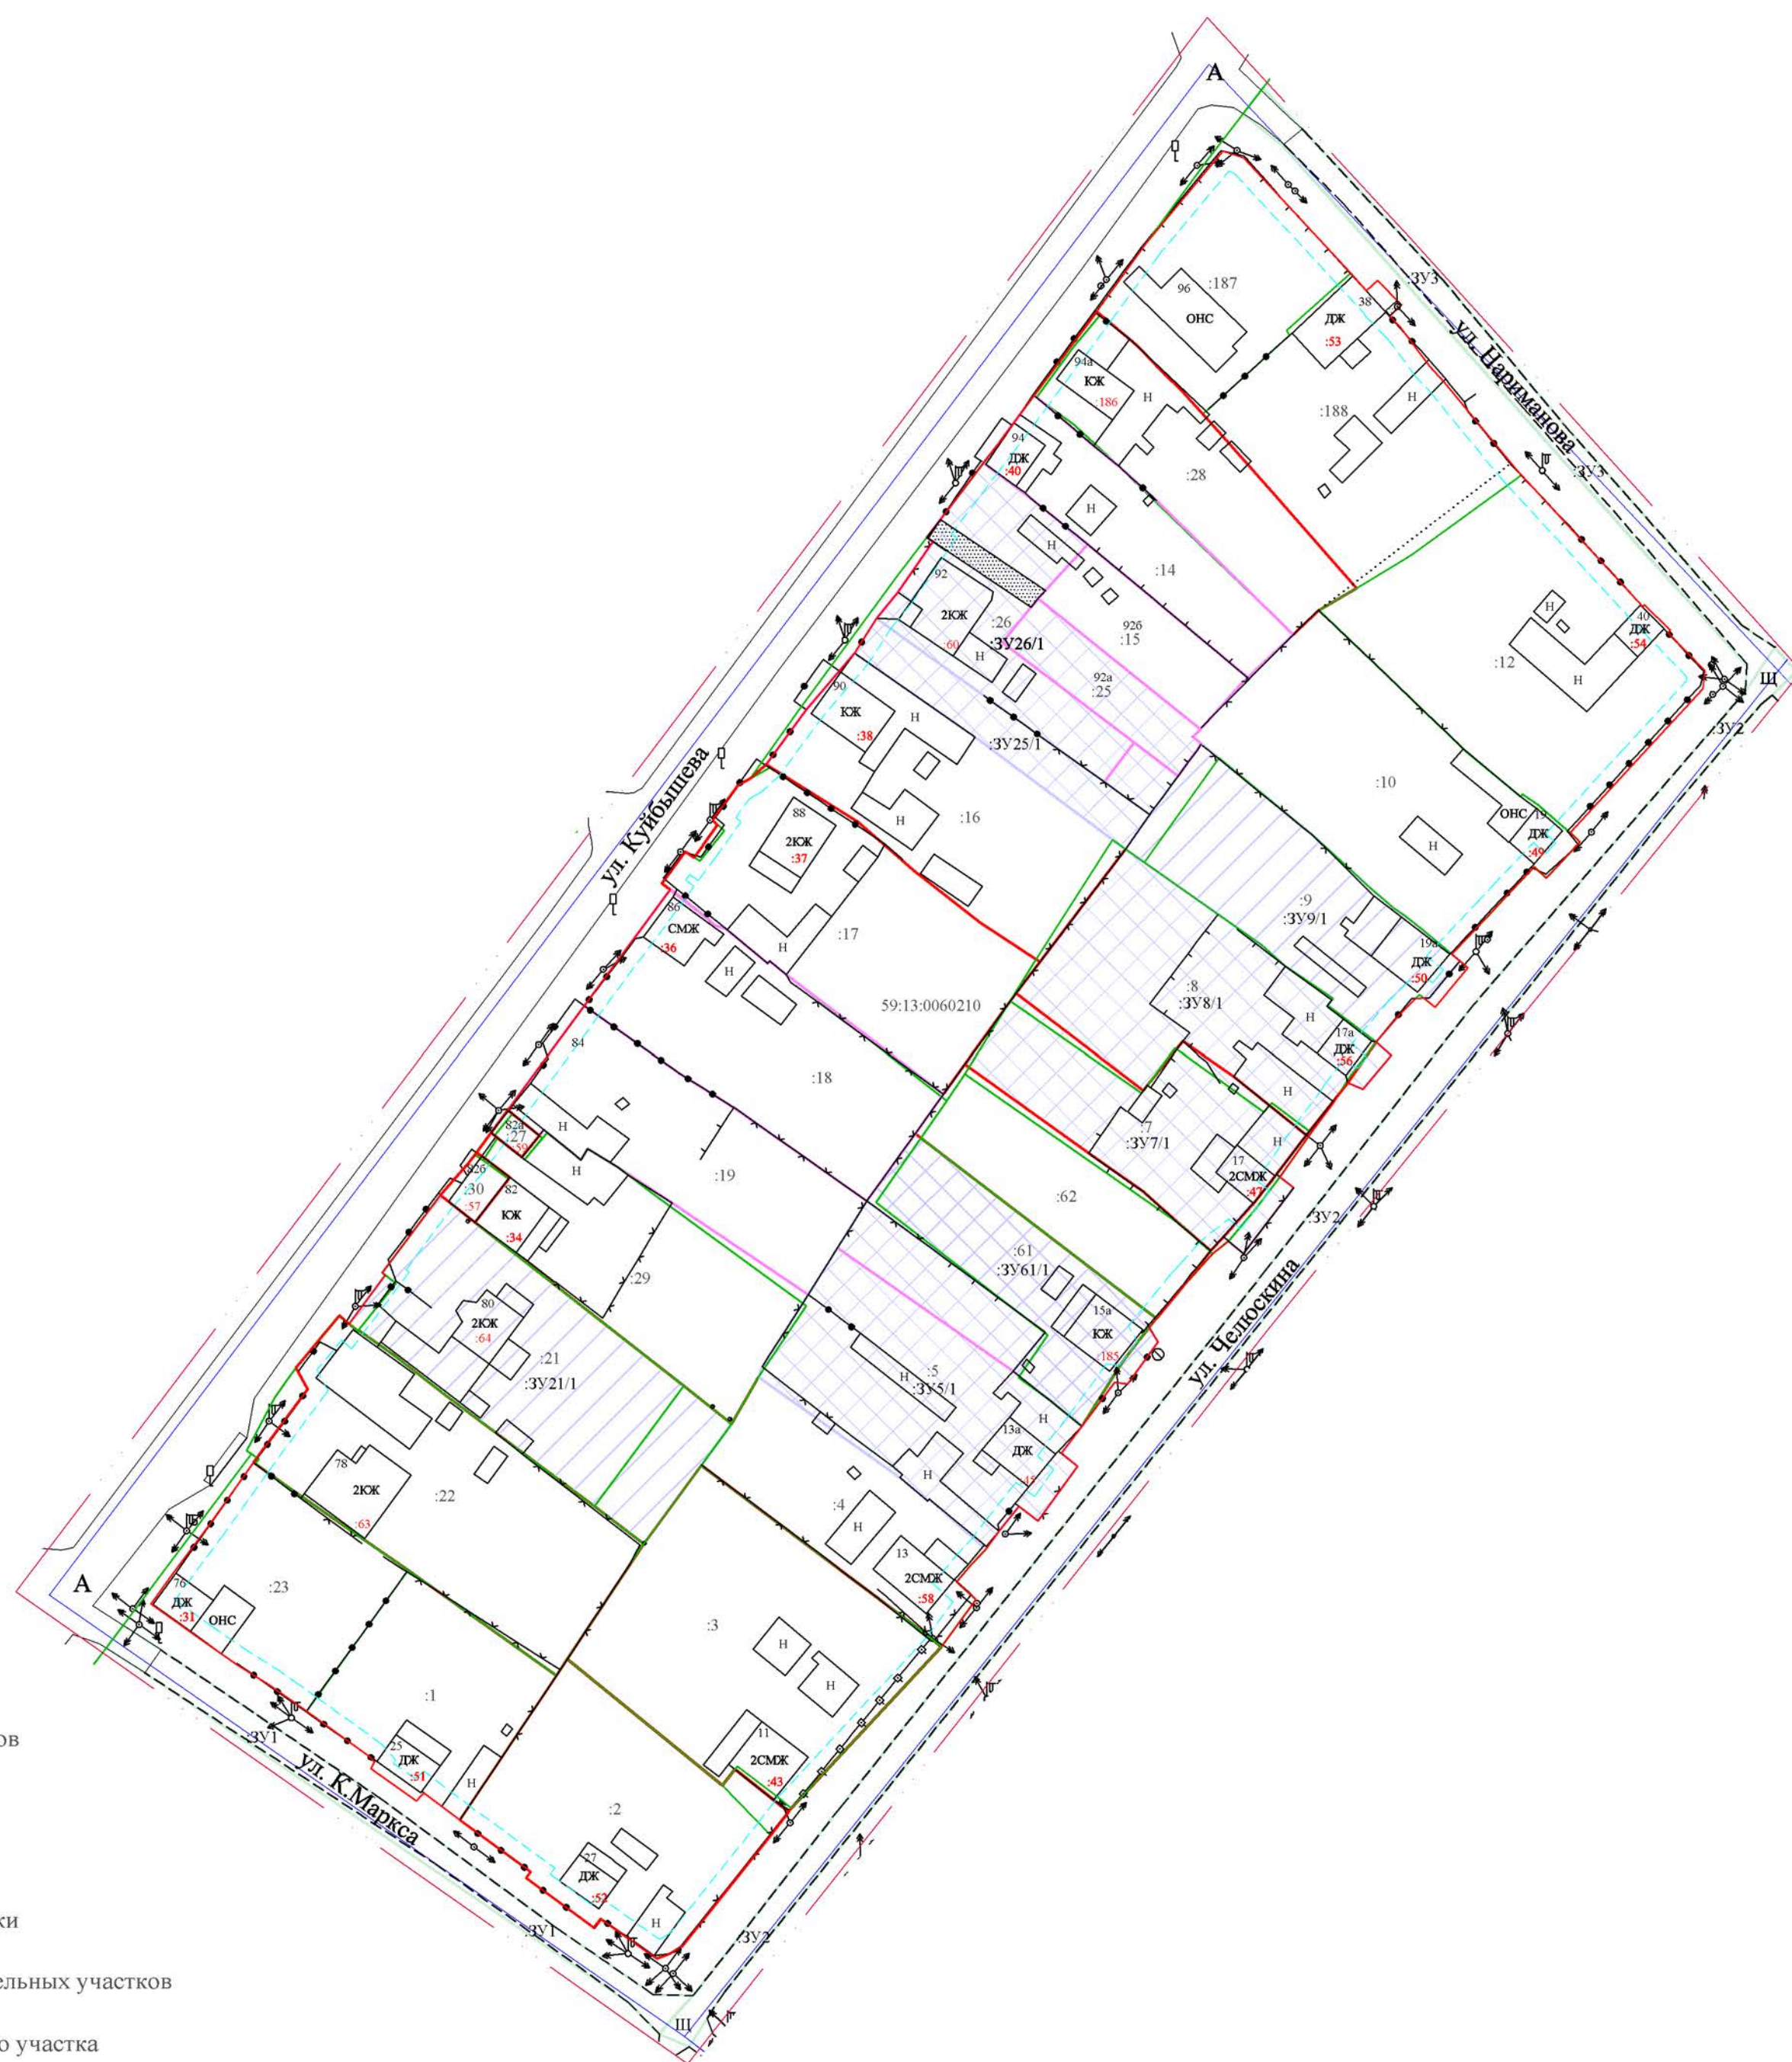 А
:ЗУ3
96
:187
ОНС
38
ДЖ
:53
ул. Нариманова
94а
КЖ
:186
Н
Н
:188
94
ДЖ
:40
:28
:ЗУ3
Н
Н
:14
92
2КЖ
:60
:26
:ЗУ26/1
Н
92б
:15
92а
:25
Н
40
ДЖ
:54
:12
Н
Щ
90
КЖ
:38
Н
:ЗУ25/1
:ЗУ2
ул. Куйбышева
:10
88
2КЖ
:37
Н
:16
ОНС
19
ДЖ
:49
Н
86
СМЖ
:36
:9
:ЗУ9/1
:17
Н
Н
19а
ДЖ
:50
59:13:0060210
:8
:ЗУ8/1
Н
17а
ДЖ
:56
84
:18
Н
82а
:27
:59
Н
Н
:7
:ЗУ7/1
Н
17
2СМЖ
:47
82б
:30
:57
82
КЖ
:34
:19
:62
:ЗУ2
:61
:ЗУ61/1
:29
80
2КЖ
:64
15а
КЖ
:185
ул. Челюскина
:21
:ЗУ21/1
:5
Н
:ЗУ5/1
Н
13а
ДЖ
:45
78
2КЖ
:63
:22
Н
:4
Н
13
2СМЖ
:58
А
76
ДЖ
:31
ОНС
:23
:3
Н
Н
:1
:ЗУ1
ов
25
ДЖ
:51
11
2СМЖ
:43
Н
ул. К.Маркса
:2
27
ДЖ
:52
ки
Н
:ЗУ1
:ЗУ2
ельных участков
Щ
о участка